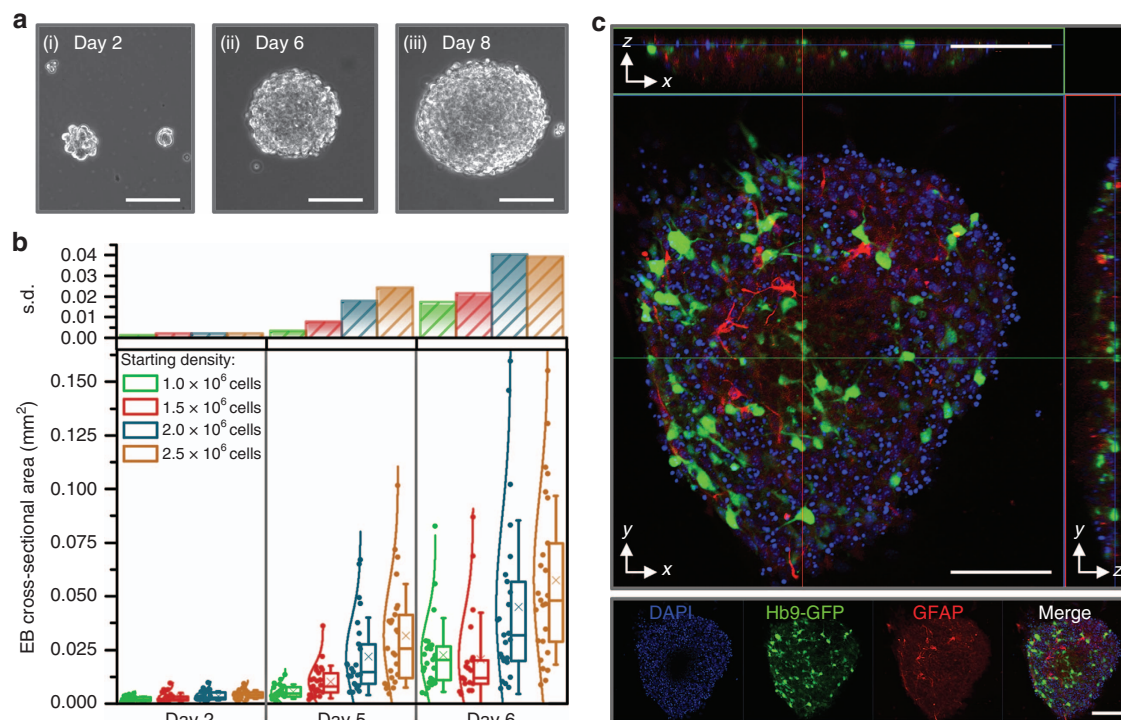 a
(i) Day 2
(ii) Day 6
(iii) Day 8
b
s.d.
0.04
0.03
0.02
0.01
0.00
EB cross-sectional area (mm²)
0.150
0.125
0.100
0.075
0.050
0.025
0.000
Starting density:
1.0 × 10⁶ cells
1.5 × 10⁶ cells
2.0 × 10⁶ cells
2.5 × 10⁶ cells
Day 2 Day 5 Day 6
c
z
x
y
x
y
z
DAPI Hb9-GFP GFAP Merge